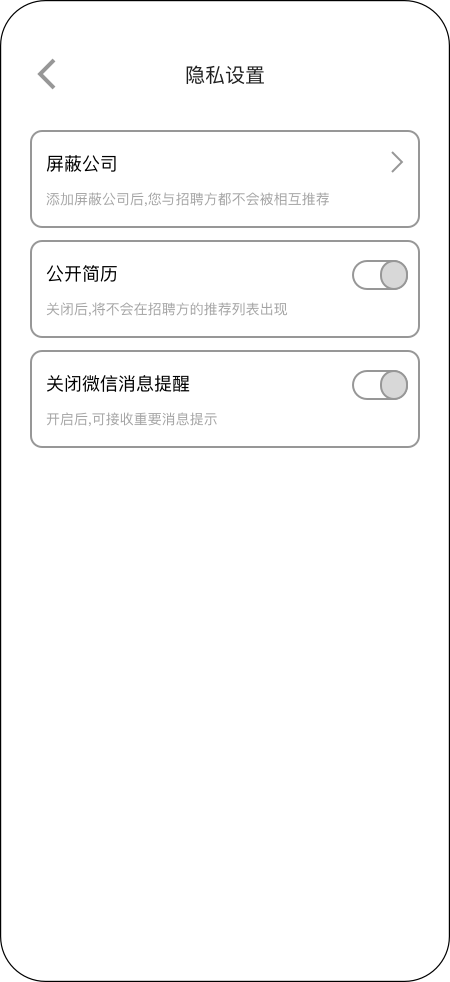 隐私设置
屏蔽公司
添加屏蔽公司后,您与招聘方都不会被相互推荐
公开简历
关闭后,将不会在招聘方的推荐列表出现
关闭微信消息提醒
开启后,可接收重要消息提示